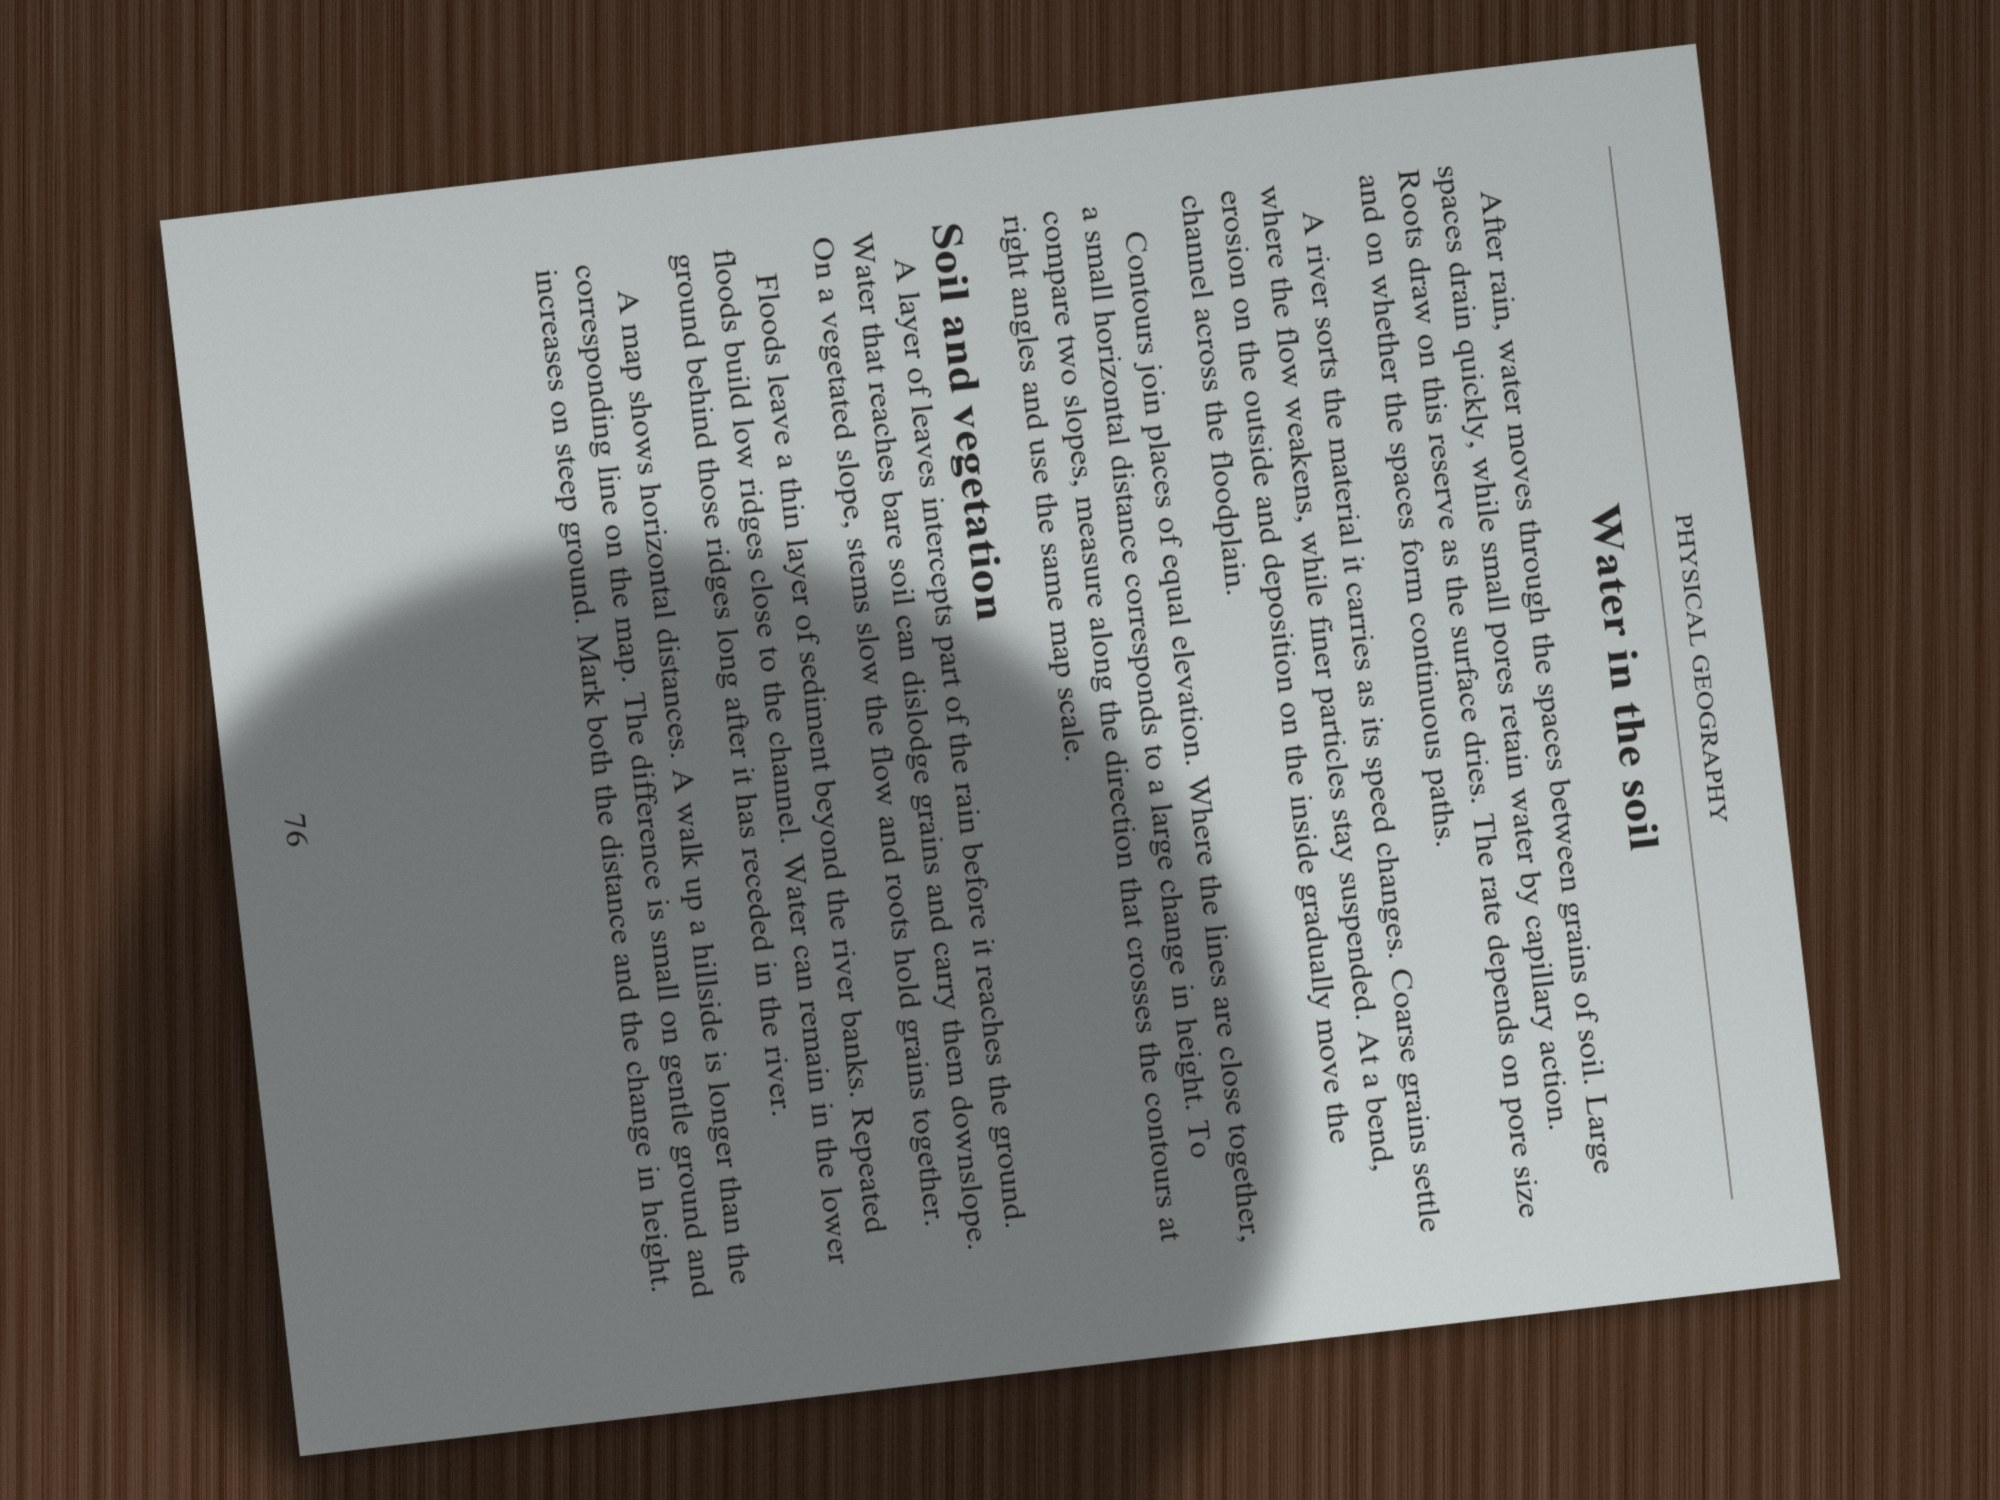 PHYSICAL GEOGRAPHY
Water in the soil
After rain, water moves through the spaces between grains of soil. Large
spaces drain quickly, while small pores retain water by capillary action.
Roots draw on this reserve as the surface dries. The rate depends on pore size
and on whether the spaces form continuous paths.
A river sorts the material it carries as its speed changes. Coarse grains settle
where the flow weakens, while finer particles stay suspended. At a bend,
erosion on the outside and deposition on the inside gradually move the
channel across the floodplain.
Contours join places of equal elevation. Where the lines are close together,
a small horizontal distance corresponds to a large change in height. To
compare two slopes, measure along the direction that crosses the contours at
right angles and use the same map scale.
Soil and vegetation
A layer of leaves intercepts part of the rain before it reaches the ground.
Water that reaches bare soil can dislodge grains and carry them downslope.
On a vegetated slope, stems slow the flow and roots hold grains together.
Floods leave a thin layer of sediment beyond the river banks. Repeated
floods build low ridges close to the channel. Water can remain in the lower
ground behind those ridges long after it has receded in the river.
A map shows horizontal distances. A walk up a hillside is longer than the
corresponding line on the map. The difference is small on gentle ground and
increases on steep ground. Mark both the distance and the change in height.
76